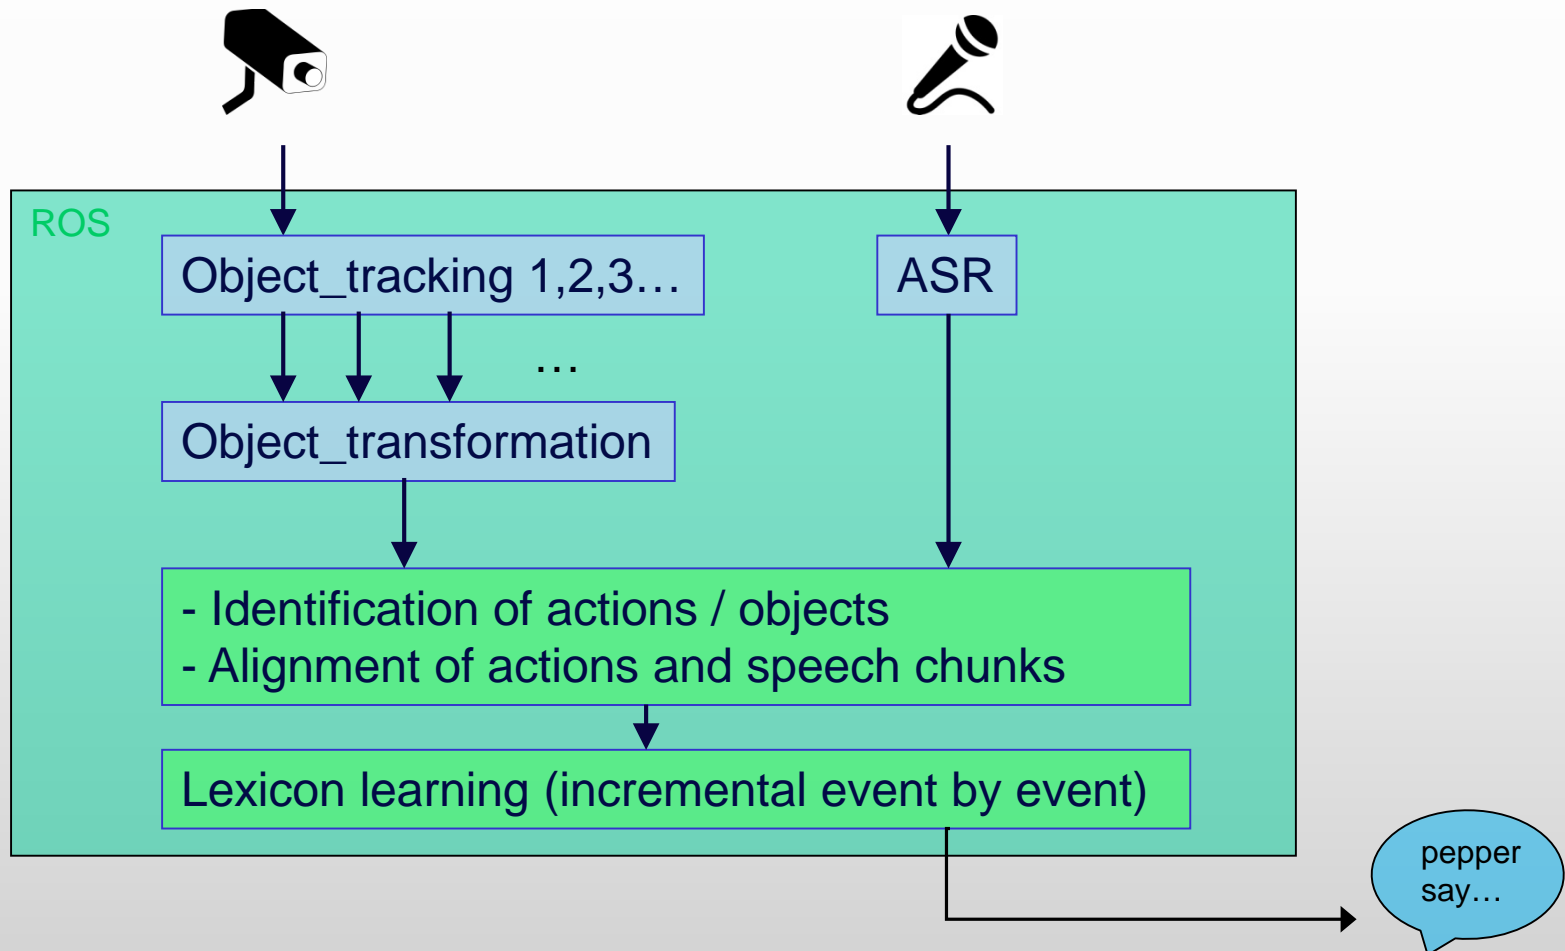 ROS
Object_tracking 1,2,3…
ASR
…
Object_transformation
- Identification of actions / objects
- Alignment of actions and speech chunks
Lexicon learning (incremental event by event)
pepper
say…